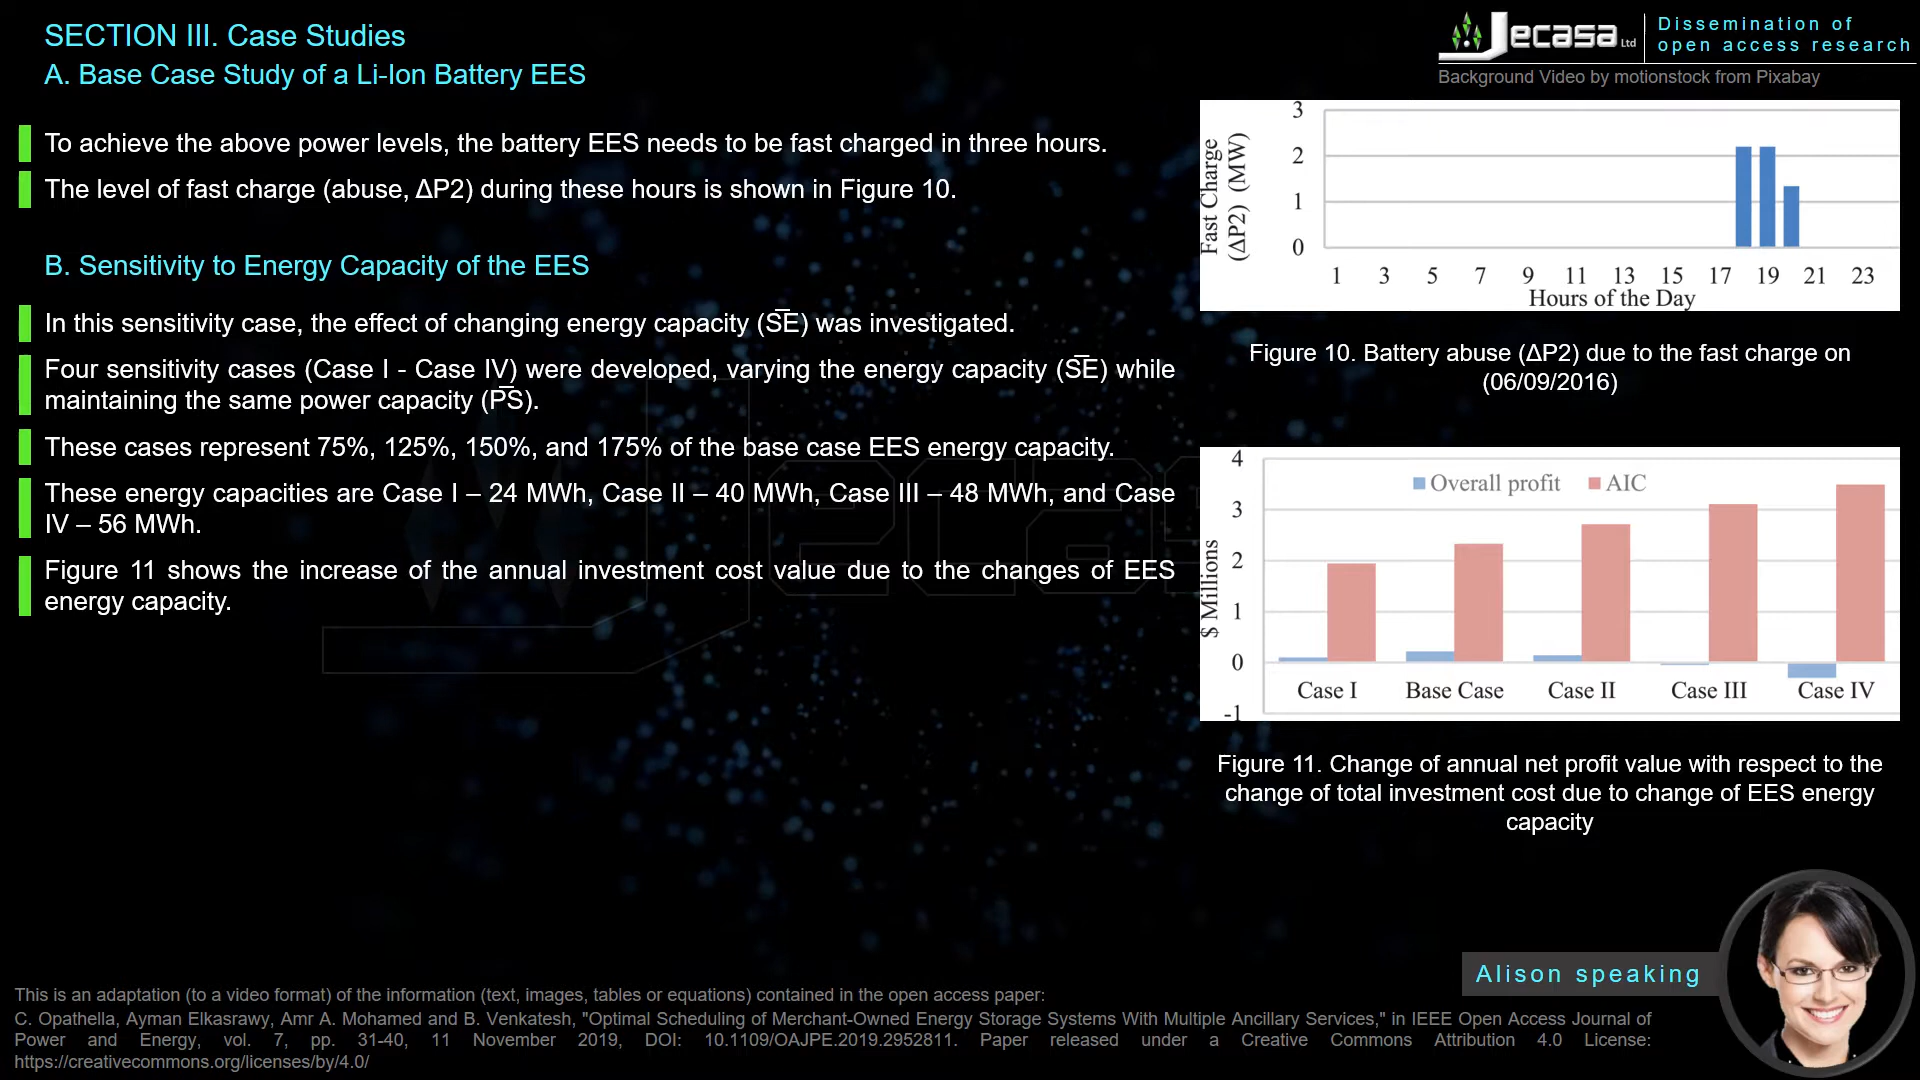 SECTION III. Case Studies
A. Base Case Study of a Li-Ion Battery EES
To achieve the above power levels, the battery EES needs to be fast charged in three hours.
The level of fast charge (abuse, ΔP2) during these hours is shown in Figure 10.
B. Sensitivity to Energy Capacity of the EES
In this sensitivity case, the effect of changing energy capacity (S̅E̅) was investigated.
Four sensitivity cases (Case I - Case IV) were developed, varying the energy capacity (S̅E̅) while
maintaining the same power capacity (P̅S̅).
These cases represent 75%, 125%, 150%, and 175% of the base case EES energy capacity.
These energy capacities are Case I – 24 MWh, Case II – 40 MWh, Case III – 48 MWh, and Case
IV – 56 MWh.
Figure 11 shows the increase of the annual investment cost value due to the changes of EES
energy capacity.
Jecasa Ltd
Dissemination of
open access research
Background Video by motionstock from Pixabay
Fast Charge
(ΔP2) (MW)
3
2
1
0
1 3 5 7 9 11 13 15 17 19 21 23
Hours of the Day
Figure 10. Battery abuse (ΔP2) due to the fast charge on
(06/09/2016)
$ Millions
4
3
2
1
0
-1
Overall profit AIC
Case I Base Case Case II Case III Case IV
Figure 11. Change of annual net profit value with respect to the
change of total investment cost due to change of EES energy
capacity
Alison speaking
This is an adaptation (to a video format) of the information (text, images, tables or equations) contained in the open access paper:
C. Opathella, Ayman Elkasrawy, Amr A. Mohamed and B. Venkatesh, "Optimal Scheduling of Merchant-Owned Energy Storage Systems With Multiple Ancillary Services," in IEEE Open Access Journal of
Power and Energy, vol. 7, pp. 31-40, 11 November 2019, DOI: 10.1109/OAJPE.2019.2952811. Paper released under a Creative Commons Attribution 4.0 License:
https://creativecommons.org/licenses/by/4.0/